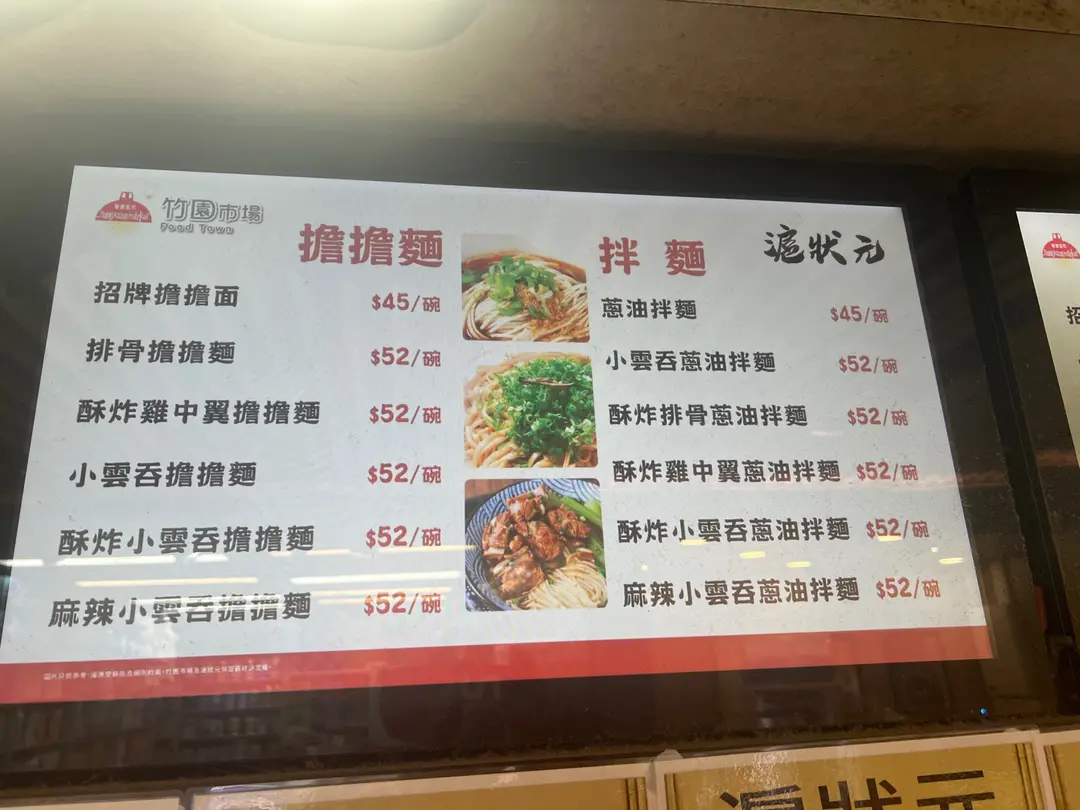 竹園市場
Food Town
擔擔麵
招牌擔擔面 $45/碗
排骨擔擔麵 $52/碗
酥炸雞中翼擔擔麵 $52/碗
小雲吞擔擔麵 $52/碗
酥炸小雲吞擔擔麵 $52/碗
麻辣小雲吞擔擔麵 $52/碗
拌麵
滬狀元
蔥油拌麵 $45/碗
小雲吞蔥油拌麵 $52/碗
酥炸排骨蔥油拌麵 $52/碗
酥炸雞中翼蔥油拌麵 $52/碗
酥炸小雲吞蔥油拌麵 $52/碗
麻辣小雲吞蔥油拌麵 $52/碗
滬狀元